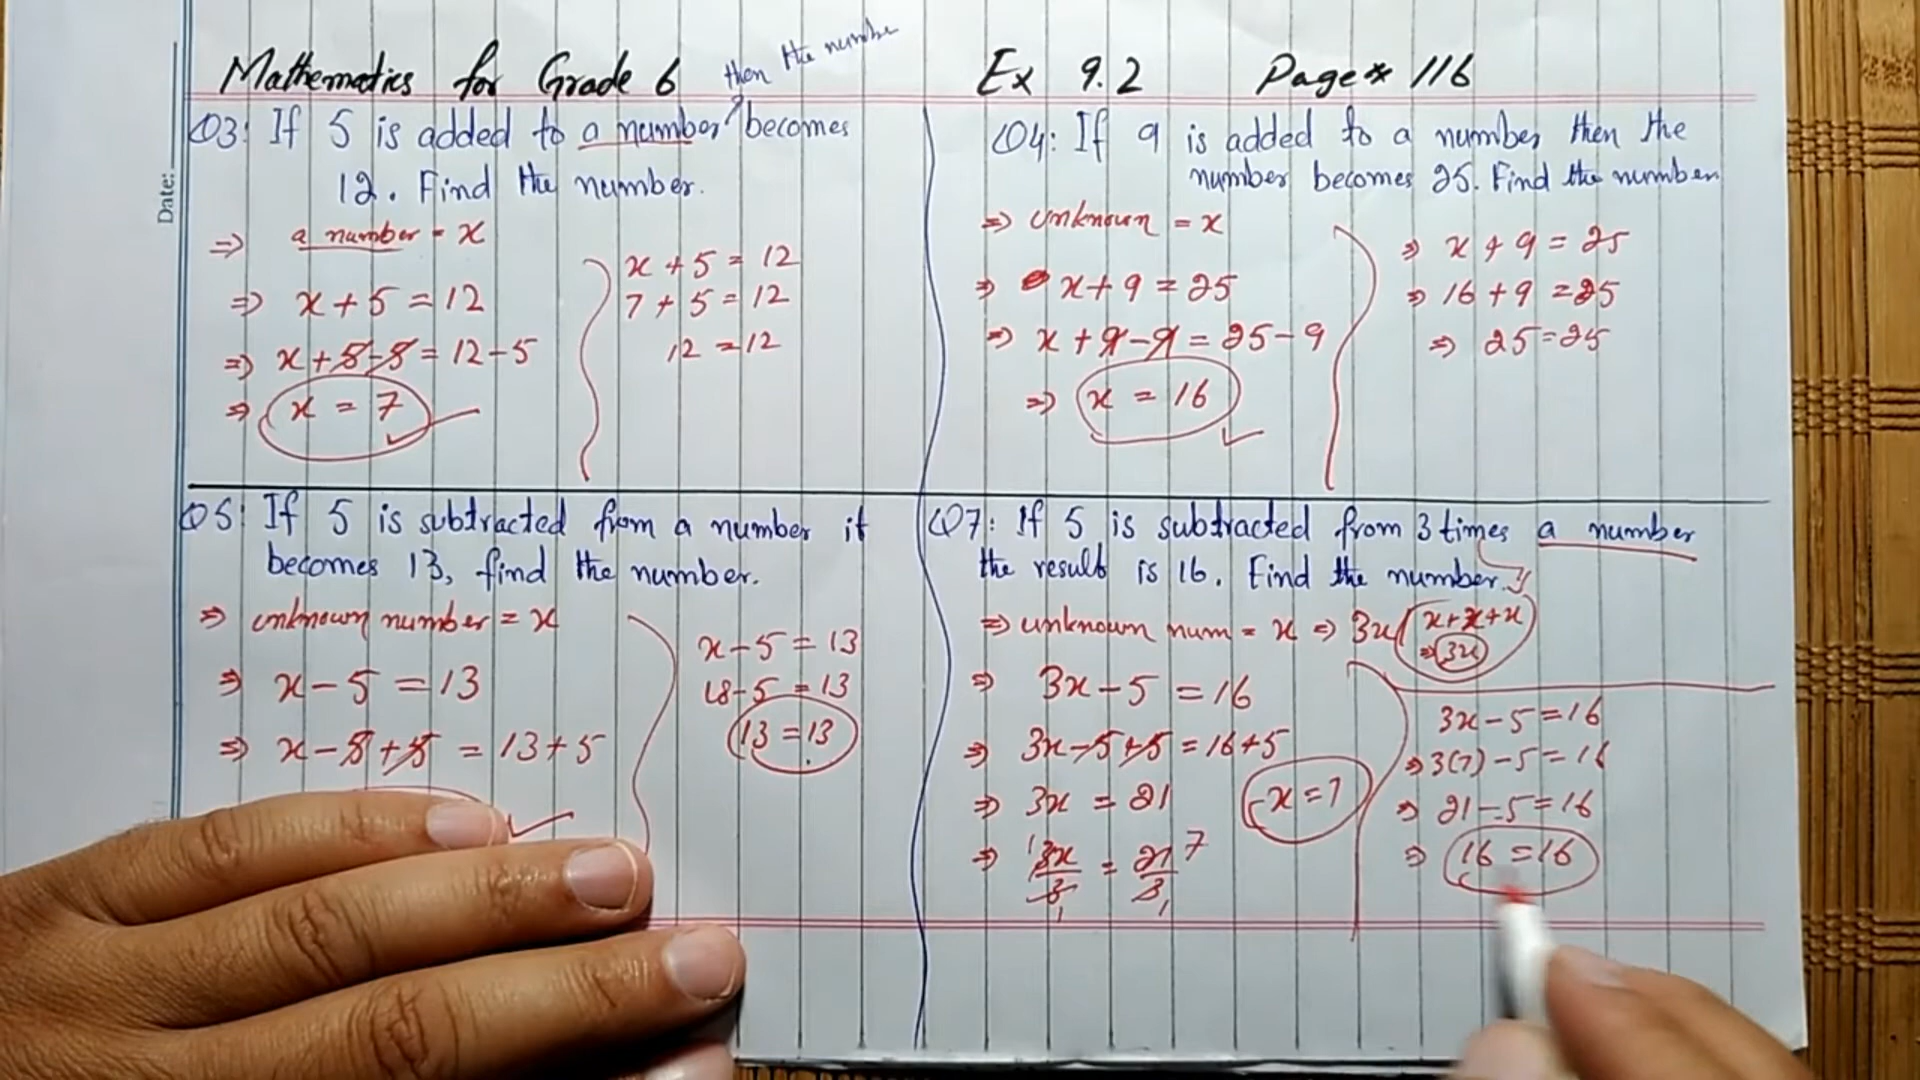 Date:
Mathematics for Grade 6
Ex 9.2 Page* 116
then the numbe
Q3: If 5 is added to a number becomes
12. Find the number.
⇒ a number = x
⇒ x + 5 = 12
⇒ x + 5 - 5 = 12 - 5
⇒ x = 7
x + 5 = 12
7 + 5 = 12
12 = 12
Q4: If 9 is added to a number then the
number becomes 25. Find the number
⇒ unknown = x
⇒ x + 9 = 25
⇒ x + 9 - 9 = 25 - 9
⇒ x = 16
⇒ x + 9 = 25
⇒ 16 + 9 = 25
⇒ 25 = 25
Q5: If 5 is subtracted from a number it
becomes 13, find the number.
⇒ unknown number = x
⇒ x - 5 = 13
⇒ x - 5 + 5 = 13 + 5
x - 5 = 13
18 - 5 = 13
13 = 13
Q7: If 5 is subtracted from 3 times a number
the result is 16. Find the number.
⇒ unknown num = x ⇒ 3x
x + x + x
⇒ 3x
⇒ 3x - 5 = 16
⇒ 3x - 5 + 5 = 16 + 5
⇒ 3x = 21
⇒ 1 3x/3 1 = 21/3 1 7
x = 7
3x - 5 = 16
⇒ 3(7) - 5 = 16
⇒ 21 - 5 = 16
⇒ 16 = 16